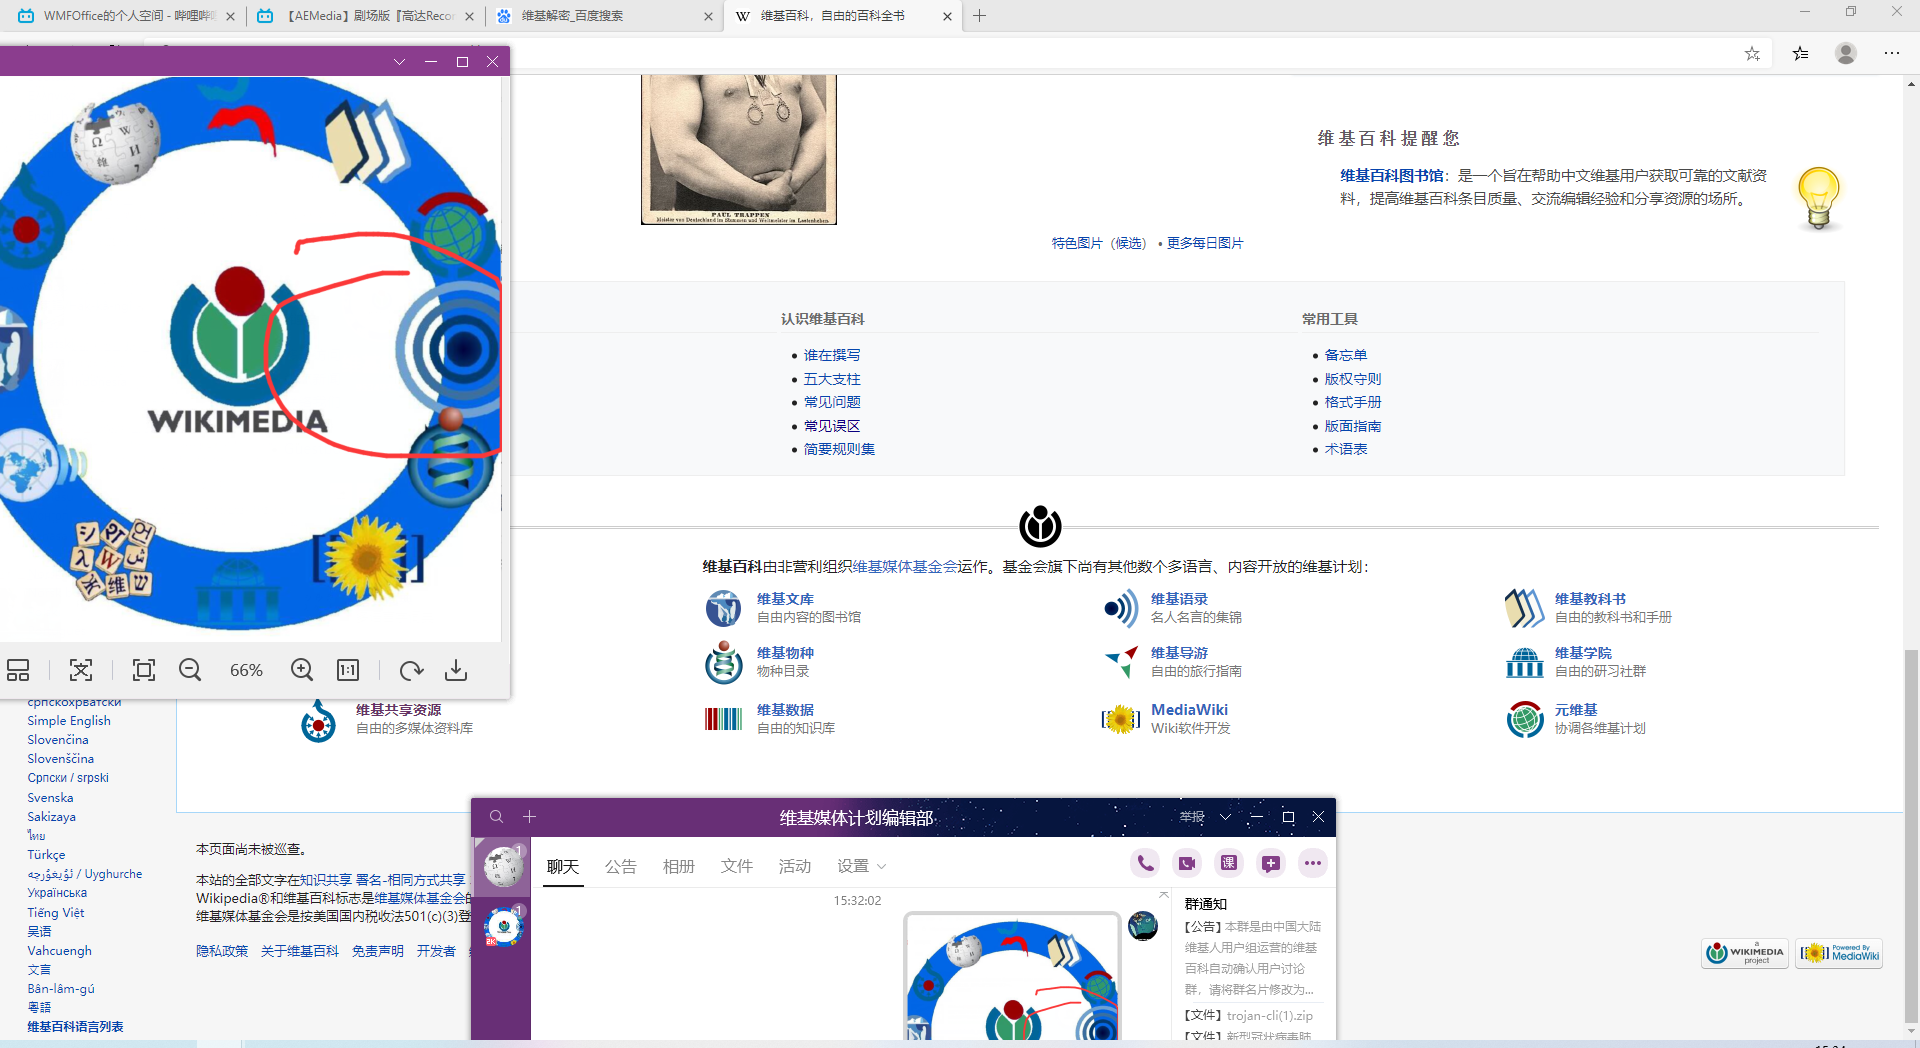 WMFOffice的个人空间 - 哔哩哔
【AEMedia】剧场版『高达Recor
维基解密_百度搜索
维基百科，自由的百科全书
WIKIMEDIA
66%
1:1
PAUL TRAPPEN
Meister von Deutschland im Stemmen und Weltmeister im Lastenheben
特色图片（候选） • 更多每日图片
维基百科提醒您
维基百科图书馆：是一个旨在帮助中文维基用户获取可靠的文献资
料，提高维基百科条目质量、交流编辑经验和分享资源的场所。
认识维基百科
谁在撰写
五大支柱
常见问题
常见误区
简要规则集
常用工具
备忘单
版权守则
格式手册
版面指南
术语表
维基百科由非营利组织维基媒体基金会运作。基金会旗下尚有其他数个多语言、内容开放的维基计划：
维基文库
自由内容的图书馆
维基语录
名人名言的集锦
维基教科书
自由的教科书和手册
维基物种
物种目录
维基导游
自由的旅行指南
维基学院
自由的研习社群
维基共享资源
自由的多媒体资料库
维基数据
自由的知识库
MediaWiki
Wiki软件开发
元维基
协调各维基计划
српскохрватски
Simple English
Slovenčina
Slovenščina
Српски / srpski
Svenska
Sakizaya
ไทย
Türkçe
ئۇيغۇرچە / Uyghurche
Українська
Tiếng Việt
吴语
Vahcuengh
文言
Bân-lâm-gú
粵語
维基百科语言列表
本页面尚未被巡查。
本站的全部文字在知识共享 署名-相同方式共享
Wikipedia®和维基百科标志是维基媒体基金会的
维基媒体基金会是按美国国内税收法501(c)(3)登
隐私政策 关于维基百科 免责声明 开发者
维基媒体计划编辑部
举报
1
1
聊天 公告 相册 文件 活动 设置
课
15:32:02
群通知
【公告】本群是由中国大陆
维基人用户组运营的维基
百科自动确认用户讨论
群，请将群名片修改为...
【文件】trojan-cli(1).zip
【文件】新型冠状病毒肺
a
WIKIMEDIA
project
Powered By
MediaWiki